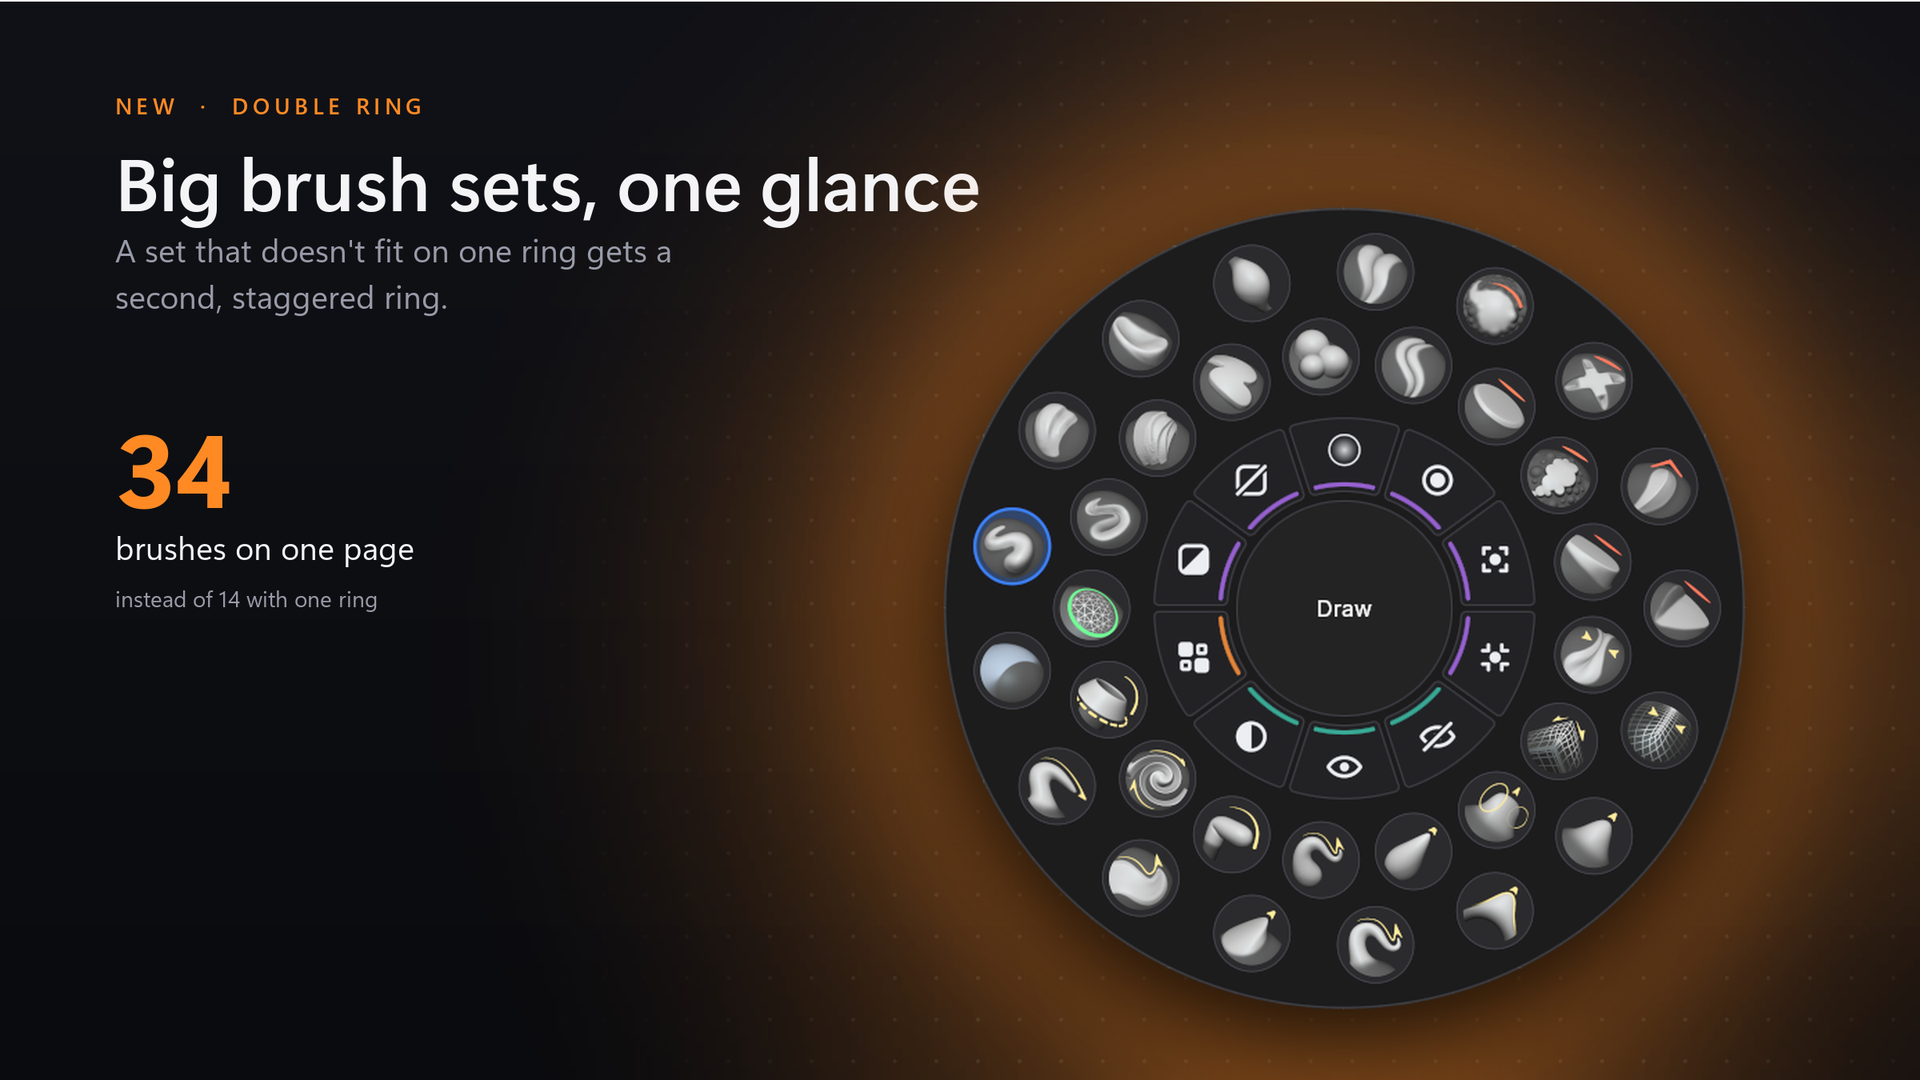 NEW · DOUBLE RING
Big brush sets, one glance
A set that doesn't fit on one ring gets a
second, staggered ring.
34
brushes on one page
instead of 14 with one ring
Draw